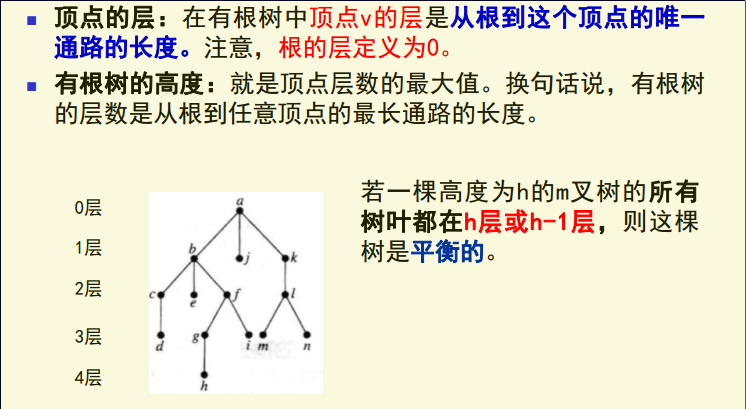 顶点的层：在有根树中顶点v的层是从根到这个顶点的唯一
通路的长度。注意，根的层定义为0。
有根树的高度：就是顶点层数的最大值。换句话说，有根树
的层数是从根到任意顶点的最长通路的长度。
若一棵高度为h的m叉树的所有
树叶都在h层或h-1层，则这棵
树是平衡的。
0层
a
1层
b
j
k
2层
c
e
f
l
3层
d
g
i
m
n
4层
h